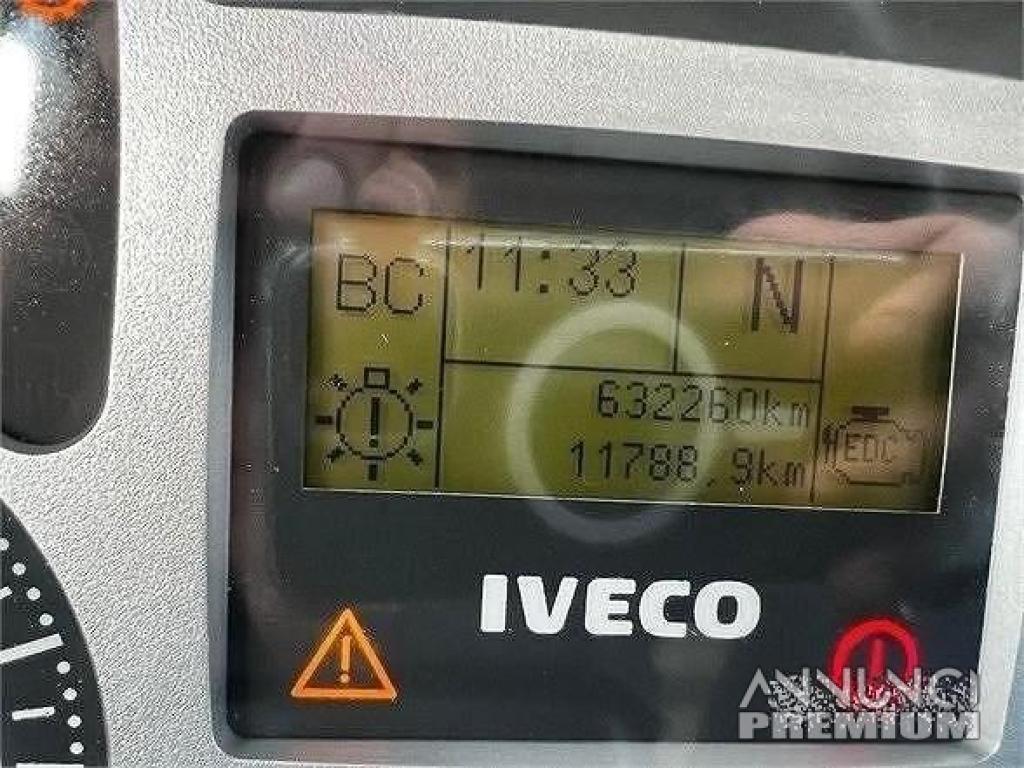 BC
11:33
N
632260km
11788.9km
EDC
IVECO
ANNUNCI
PREMIUM